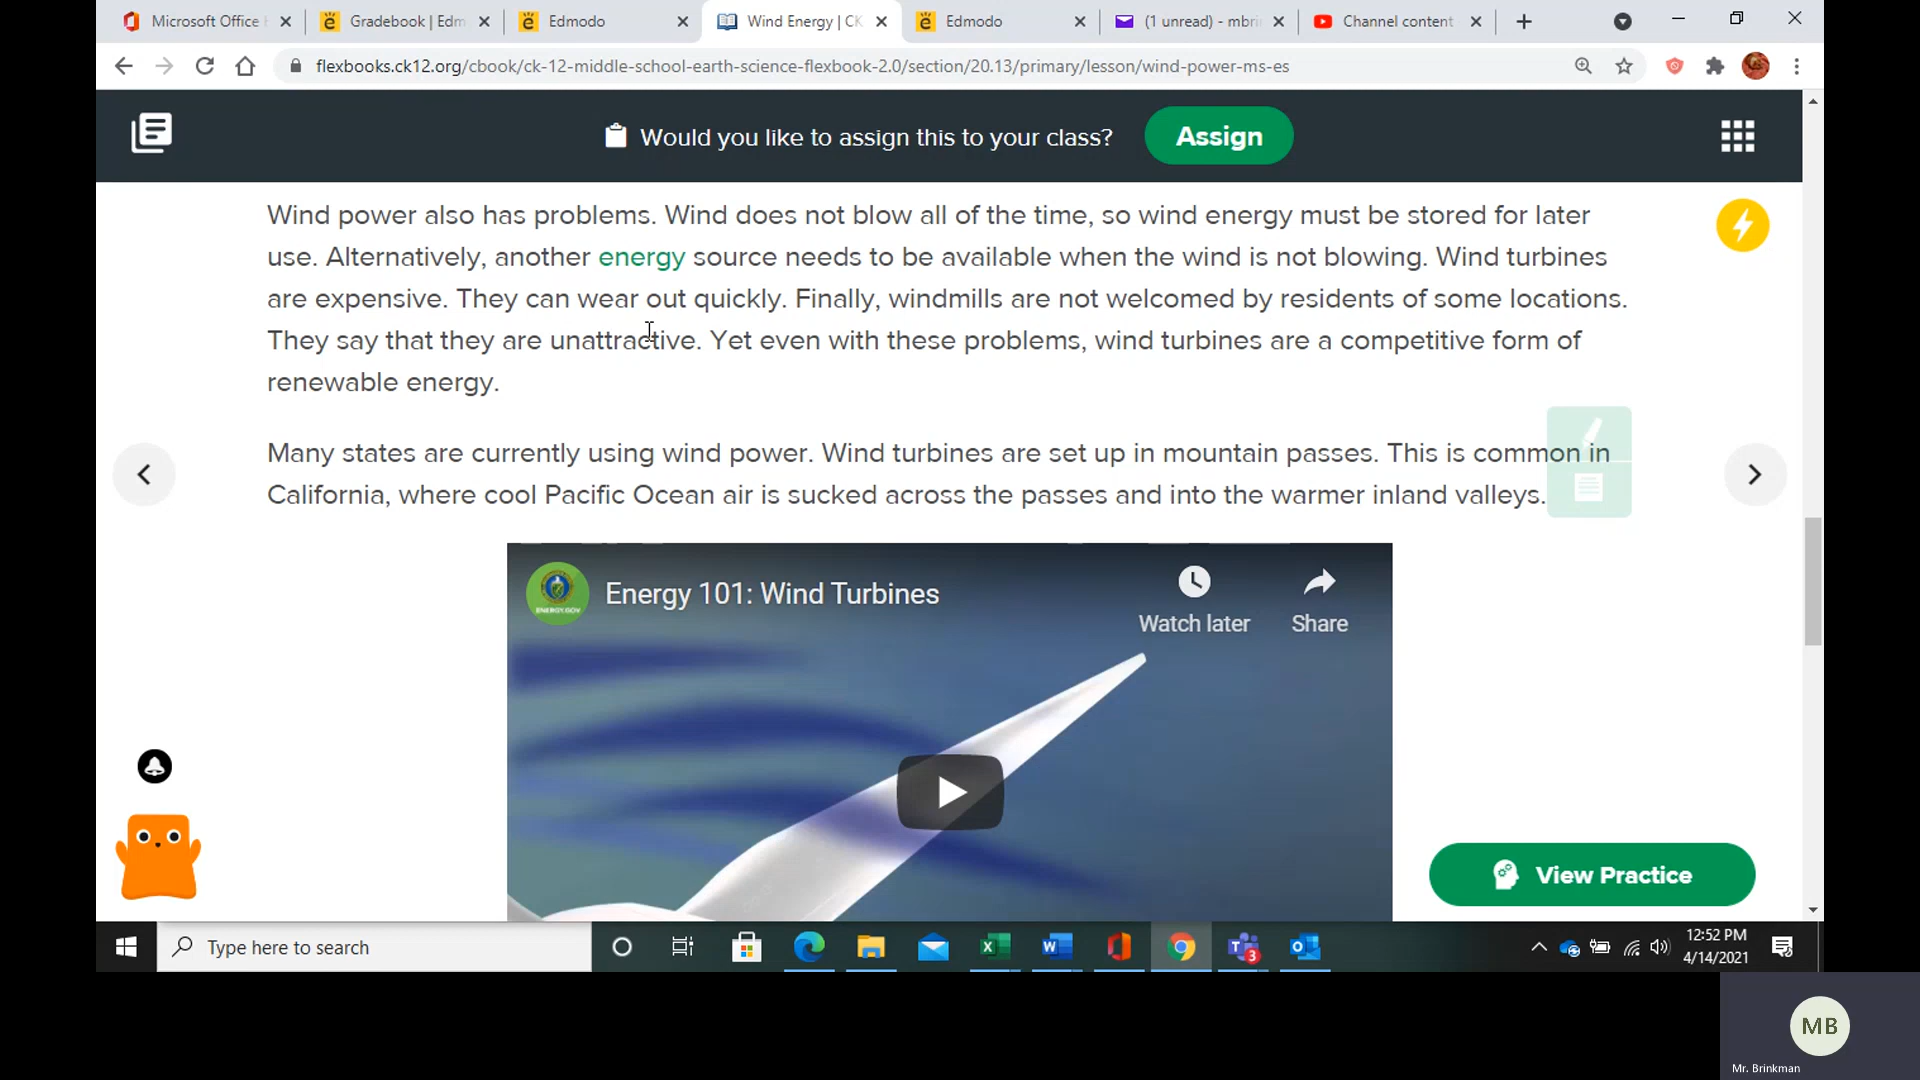 Microsoft Office
Gradebook | Edm
Edmodo
Wind Energy | CK
Edmodo
(1 unread) - mbri
Channel content
flexbooks.ck12.org/cbook/ck-12-middle-school-earth-science-flexbook-2.0/section/20.13/primary/lesson/wind-power-ms-es
Would you like to assign this to your class?
Assign
Wind power also has problems. Wind does not blow all of the time, so wind energy must be stored for later
use. Alternatively, another energy source needs to be available when the wind is not blowing. Wind turbines
are expensive. They can wear out quickly. Finally, windmills are not welcomed by residents of some locations.
They say that they are unattractive. Yet even with these problems, wind turbines are a competitive form of
renewable energy.
Many states are currently using wind power. Wind turbines are set up in mountain passes. This is common in
California, where cool Pacific Ocean air is sucked across the passes and into the warmer inland valleys.
ENERGY.GOV
Energy 101: Wind Turbines
Watch later
Share
View Practice
Type here to search
3
12:52 PM
4/14/2021
MB
Mr. Brinkman